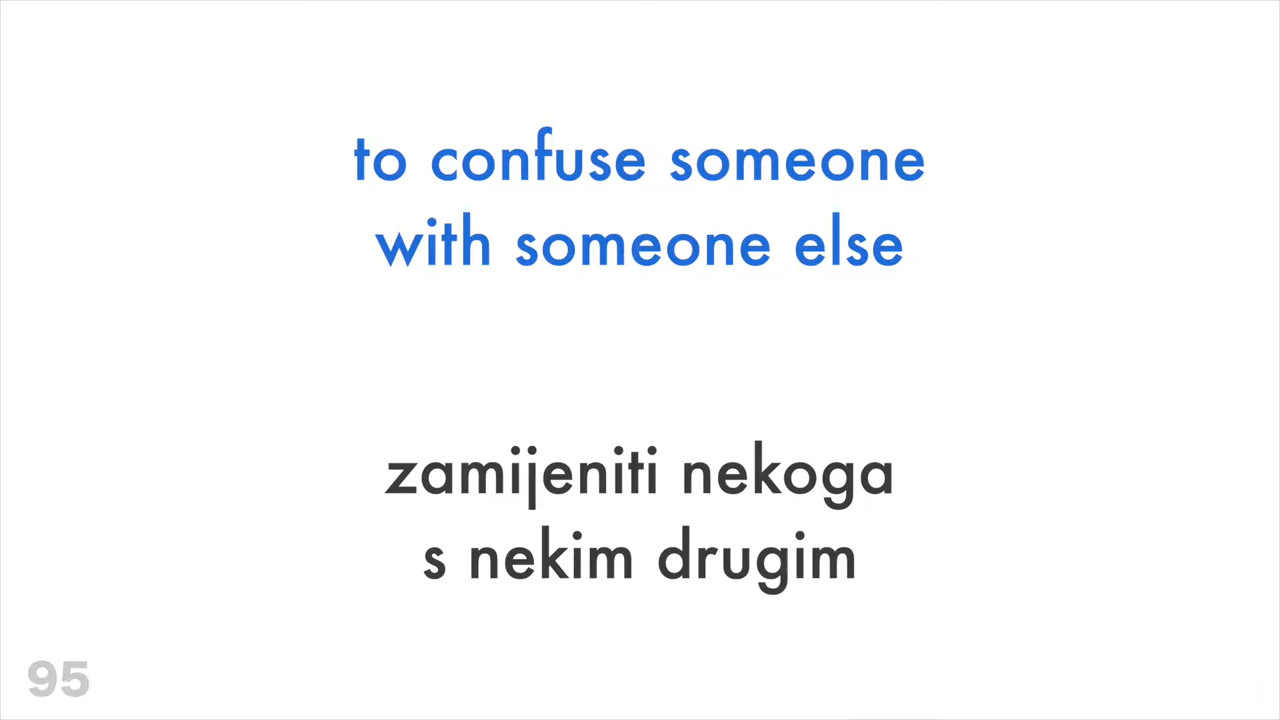 to confuse someone
with someone else
zamijeniti nekoga
s nekim drugim
95